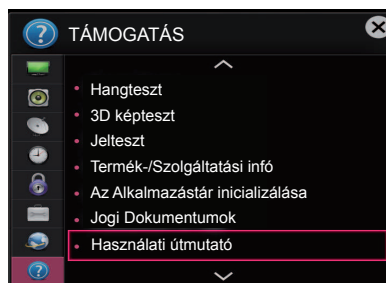 TÁMOGATÁS
Hangteszt
3D képteszt
Jelteszt
Termék-/Szolgáltatási infó
Az Alkalmazástár inicializálása
Jogi Dokumentumok
Használati útmutató